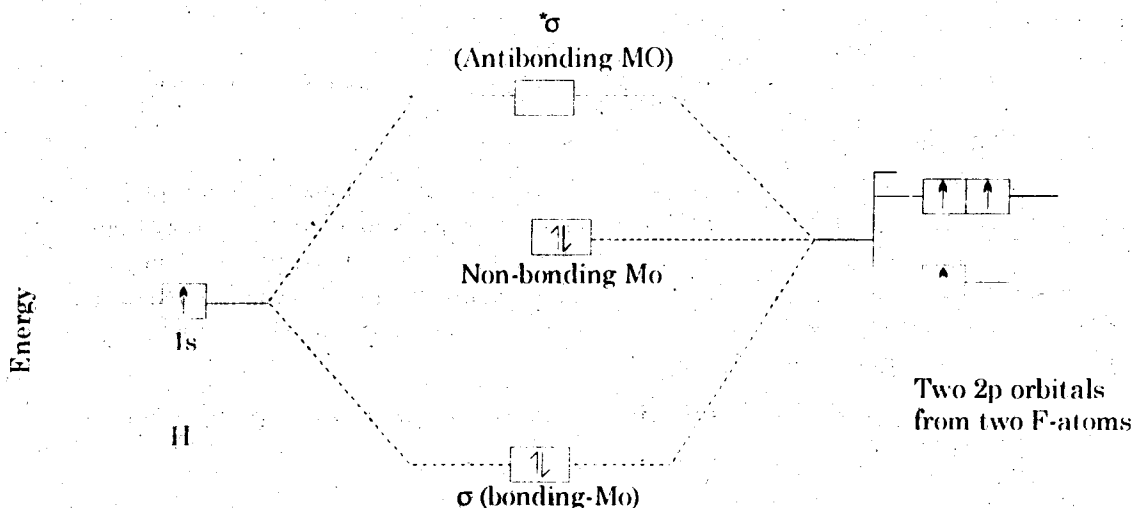 *σ
(Antibonding MO)
Non-bonding Mo
Energy
1s
H
Two 2p orbitals
from two F-atoms
σ (bonding-Mo)